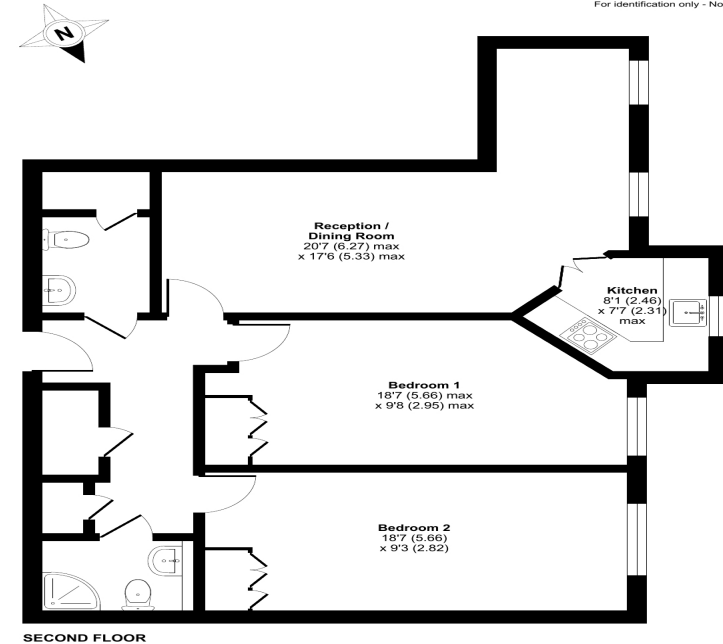 For identification only - No
N
Reception /
Dining Room
20'7 (6.27) max
x 17'6 (5.33) max
Kitchen
8'1 (2.46)
x 7'7 (2.31)
max
Bedroom 1
18'7 (5.66) max
x 9'8 (2.95) max
Bedroom 2
18'7 (5.66)
x 9'3 (2.82)
SECOND FLOOR